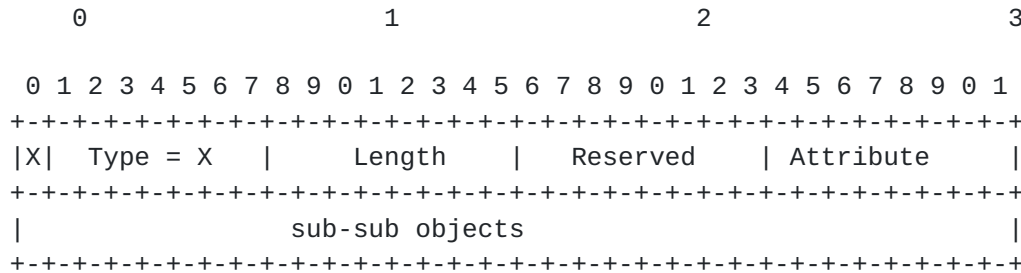 0 1 2 3
0 1 2 3 4 5 6 7 8 9 0 1 2 3 4 5 6 7 8 9 0 1 2 3 4 5 6 7 8 9 0 1
+-+-+-+-+-+-+-+-+-+-+-+-+-+-+-+-+-+-+-+-+-+-+-+-+-+-+-+-+-+-+-+-+
|X| Type = X | Length | Reserved | Attribute |
+-+-+-+-+-+-+-+-+-+-+-+-+-+-+-+-+-+-+-+-+-+-+-+-+-+-+-+-+-+-+-+-+
| sub-sub objects |
+-+-+-+-+-+-+-+-+-+-+-+-+-+-+-+-+-+-+-+-+-+-+-+-+-+-+-+-+-+-+-+-+